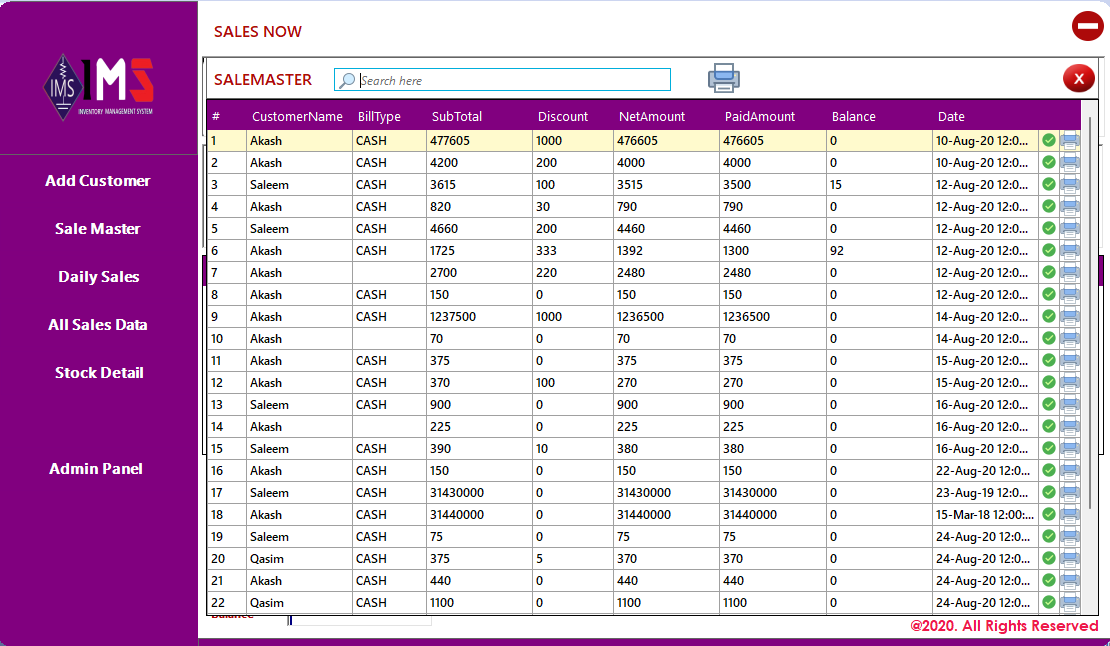 IMS
IMS
INVENTORY MANAGEMENT SYSTEM
Add Customer
Sale Master
Daily Sales
All Sales Data
Stock Detail
Admin Panel
SALES NOW
SALEMASTER Search here X
# CustomerName BillType SubTotal Discount NetAmount PaidAmount Balance Date
1 Akash CASH 477605 1000 476605 476605 0 10-Aug-20 12:0...
2 Akash CASH 4200 200 4000 4000 0 10-Aug-20 12:0...
3 Saleem CASH 3615 100 3515 3500 15 12-Aug-20 12:0...
4 Akash CASH 820 30 790 790 0 12-Aug-20 12:0...
5 Saleem CASH 4660 200 4460 4460 0 12-Aug-20 12:0...
6 Akash CASH 1725 333 1392 1300 92 12-Aug-20 12:0...
7 Akash 2700 220 2480 2480 0 12-Aug-20 12:0...
8 Akash CASH 150 0 150 150 0 12-Aug-20 12:0...
9 Akash CASH 1237500 1000 1236500 1236500 0 14-Aug-20 12:0...
10 Akash 70 0 70 70 0 14-Aug-20 12:0...
11 Akash CASH 375 0 375 375 0 15-Aug-20 12:0...
12 Akash CASH 370 100 270 270 0 15-Aug-20 12:0...
13 Saleem CASH 900 0 900 900 0 16-Aug-20 12:0...
14 Akash 225 0 225 225 0 16-Aug-20 12:0...
15 Saleem CASH 390 10 380 380 0 16-Aug-20 12:0...
16 Akash CASH 150 0 150 150 0 22-Aug-20 12:0...
17 Saleem CASH 31430000 0 31430000 31430000 0 23-Aug-19 12:0...
18 Akash CASH 31440000 0 31440000 31440000 0 15-Mar-18 12:00:...
19 Saleem CASH 75 0 75 75 0 24-Aug-20 12:0...
20 Qasim CASH 375 5 370 370 0 24-Aug-20 12:0...
21 Akash CASH 440 0 440 440 0 24-Aug-20 12:0...
22 Qasim CASH 1100 0 1100 1100 0 24-Aug-20 12:0...
Balance
@2020. All Rights Reserved